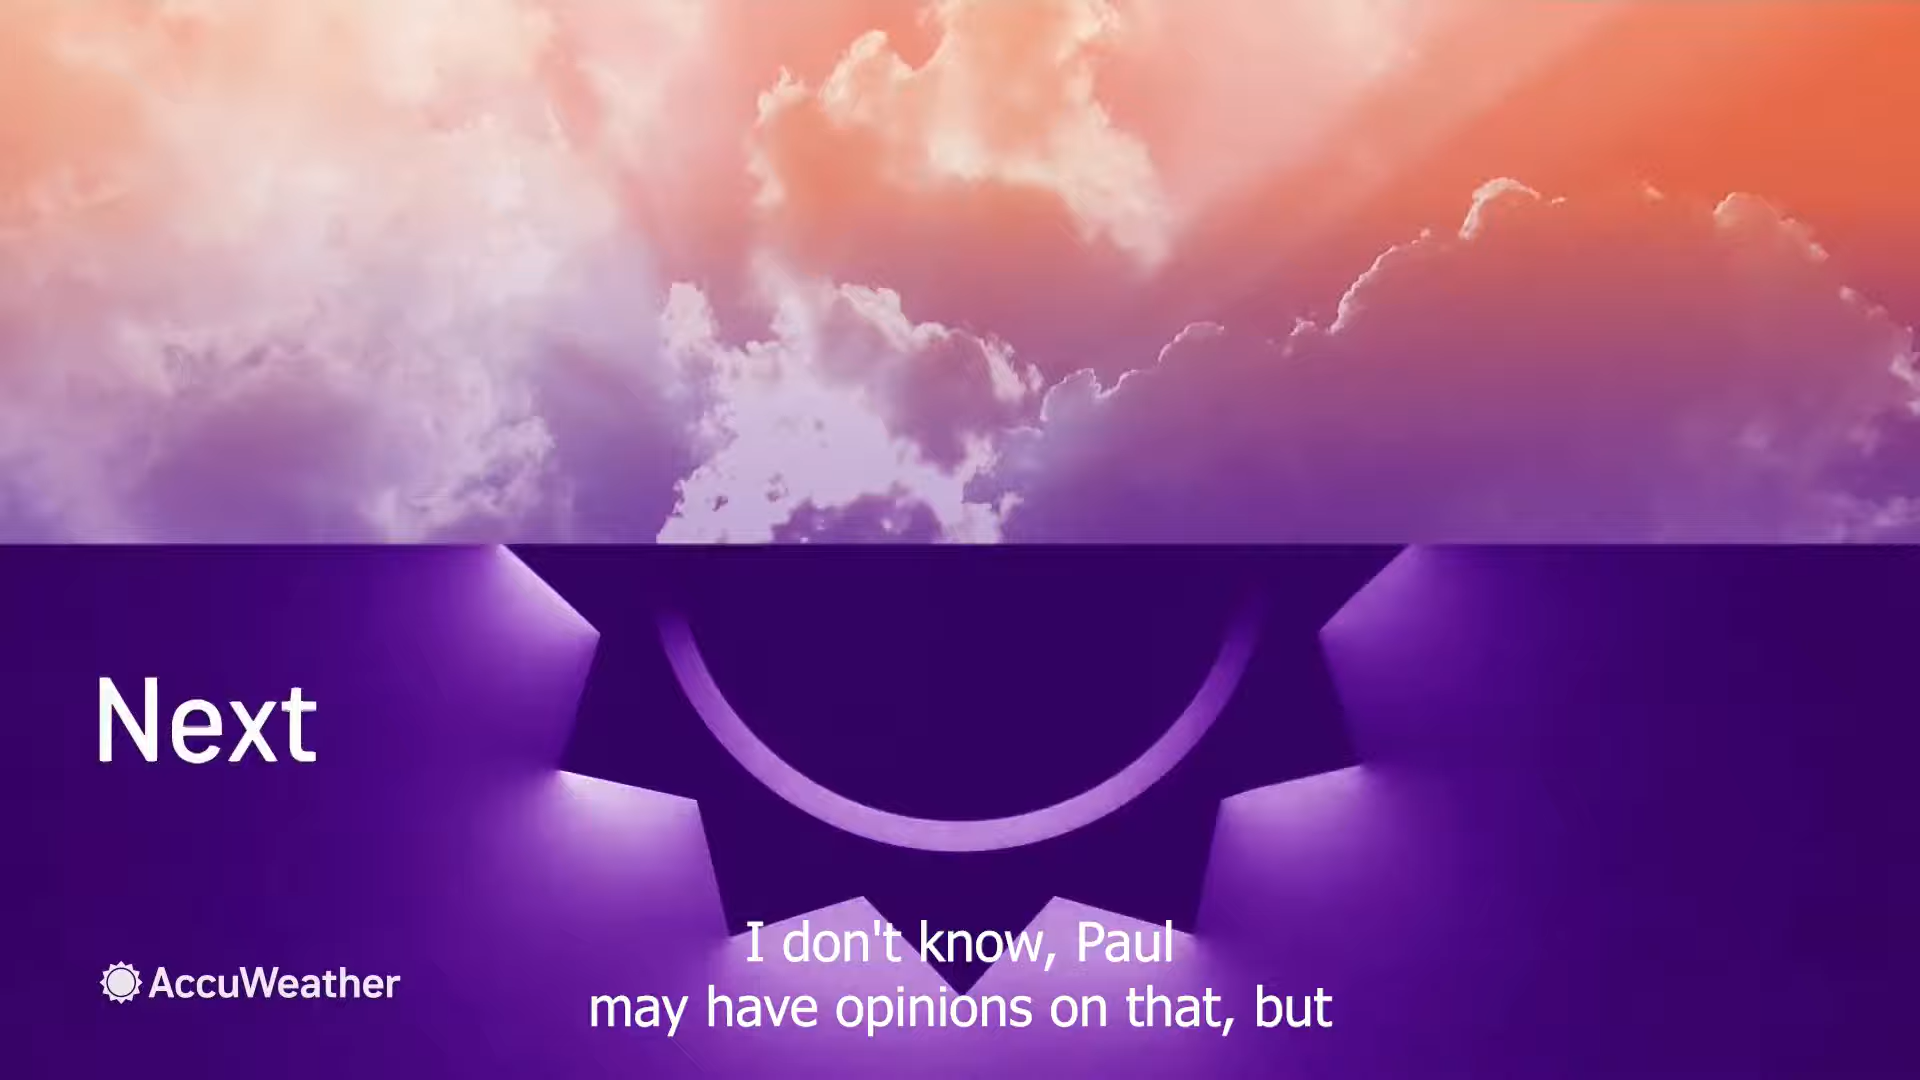 Next
AccuWeather
I don't know, Paul
may have opinions on that, but